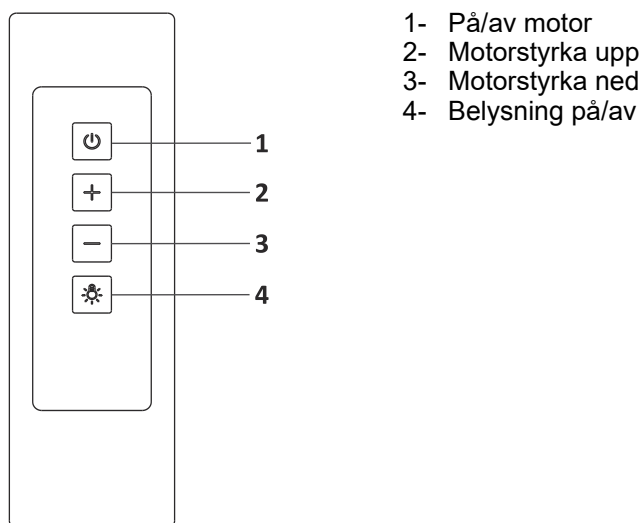 1- På/av motor
2- Motorstyrka upp
3- Motorstyrka ned
4- Belysning på/av
1
2
3
4